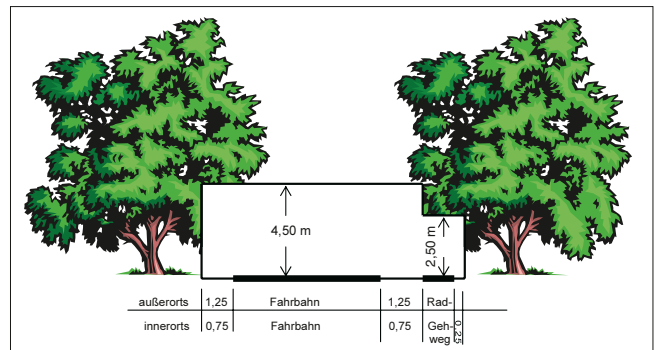 4,50 m
2,50 m
außerorts 1,25 Fahrbahn 1,25 Rad-
innerorts 0,75 Fahrbahn 0,75 Geh-
weg 0,25